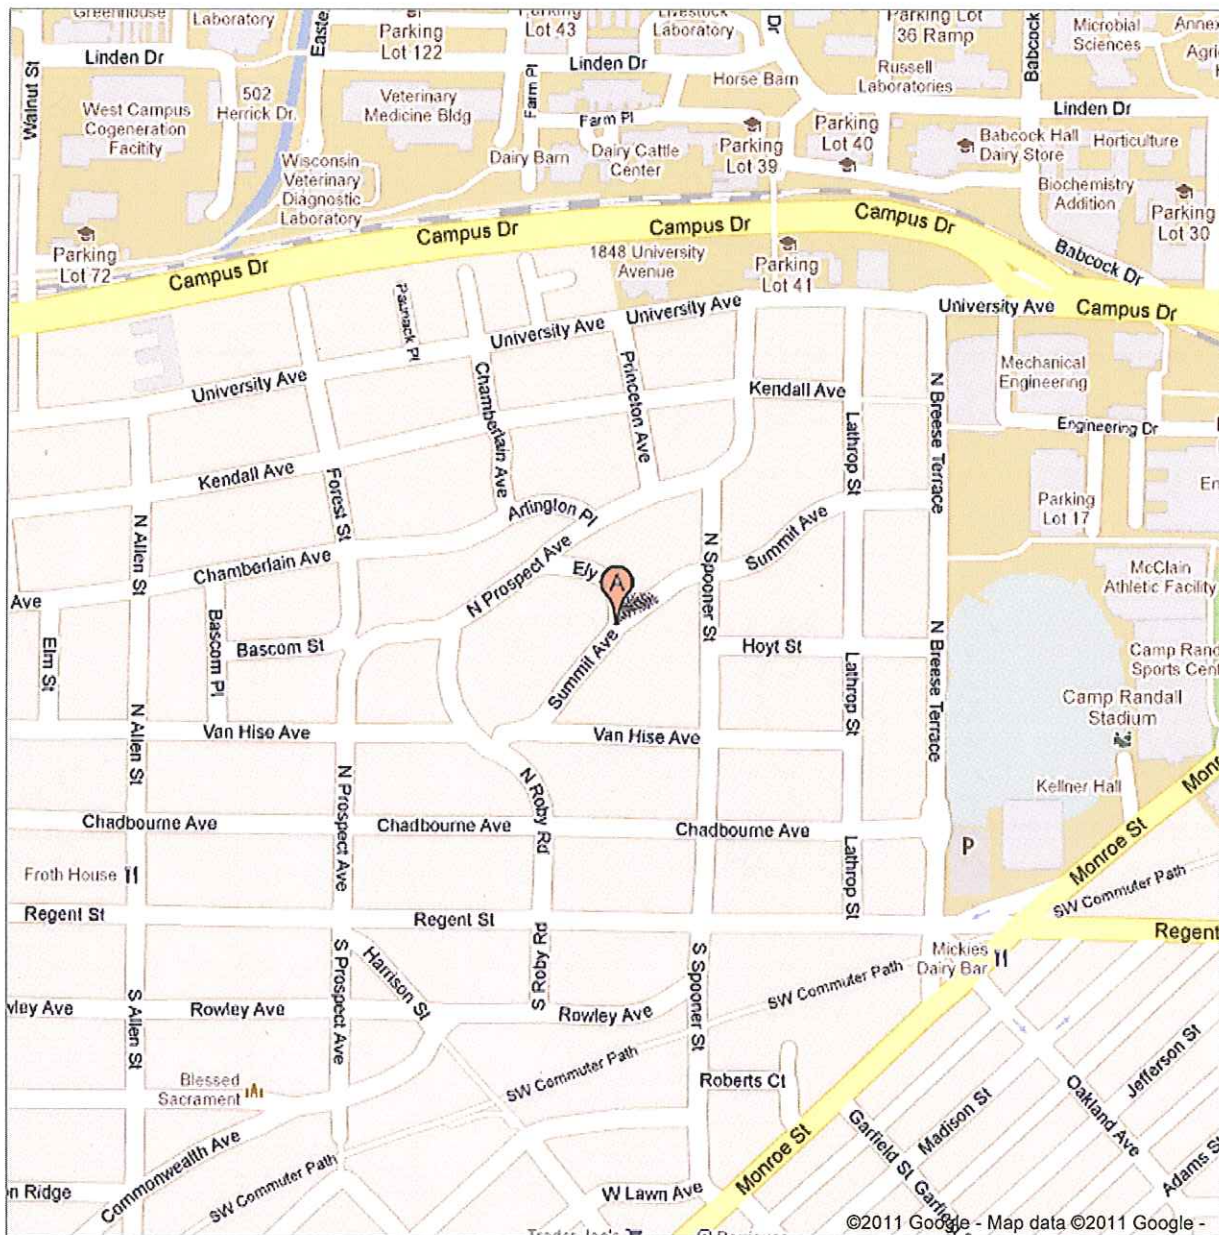 Greenhouse
Laboratory
Easte
Parking
Lot 122
Lot 43
Livestock
Laboratory
Dr
Parking Lot
36 Ramp
Babcock
Microbial
Sciences
Annex
Agri
Walnut St
Linden Dr
Linden Dr
Horse Barn
Russell
Laboratories
Linden Dr
West Campus
Cogeneration
Facility
502
Herrick Dr.
Veterinary
Medicine Bldg
Farm Pl
Farm Pl
Parking
Lot 39
Parking
Lot 40
Babcock Hall
Dairy Store
Horticulture
Wisconsin
Veterinary
Diagnostic
Laboratory
Dairy Barn
Dairy Cattle
Center
Biochemistry
Addition
Parking
Lot 30
Parking
Lot 72
Campus Dr
Campus Dr
Campus Dr
Campus Dr
1848 University
Avenue
Parking
Lot 41
Babcock Dr
Paunack Pl
University Ave
University Ave
University Ave
University Ave
Campus Dr
Chamberlain Ave
Princeton Ave
Kendall Ave
N Breese Terrace
Mechanical
Engineering
Engineering Dr
Kendall Ave
Forest St
Lathrop St
Parking
Lot 17
En
N Allen St
Arlington Pl
Summit Ave
N Spooner St
Chamberlain Ave
N Prospect Ave
Ely
A
McClain
Athletic Facility
Ave
Elm St
Bascom Pl
Bascom St
Summit Ave
Hoyt St
Lathrop St
N Breese Terrace
Camp Rand
Sports Cent
Camp Randall
Stadium
N Allen St
Van Hise Ave
Van Hise Ave
N Prospect Ave
N Roby Rd
Kellner Hall
Monr
Chadbourne Ave
Chadbourne Ave
Chadbourne Ave
Lathrop St
P
Monroe St
Froth House
SW Commuter Path
Regent St
Regent St
Regent
S Prospect Ave
Harrison St
S Roby Rd
S Spooner St
Mickies
Dairy Bar
SW Commuter Path
wley Ave
S Allen St
Rowley Ave
Rowley Ave
SW Commuter Path
Roberts Ct
Blessed
Sacrament
Jefferson St
Oakland Ave
Madison St
Garfield St
Garfield
Adams St
Commonwealth Ave
SW Commuter Path
Monroe St
n Ridge
W Lawn Ave
©2011 Google - Map data ©2011 Google -